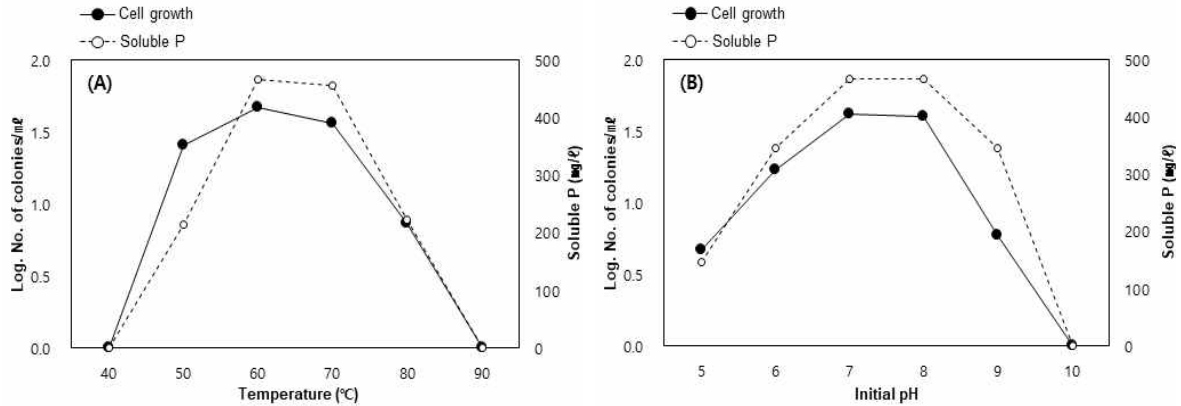 Cell growth
Soluble P
(A)
2.0
1.5
1.0
0.5
0.0
Log. No. of colonies/㎖
500
400
300
200
100
0
Soluble P (㎎/ℓ)
40 50 60 70 80 90
Temperature (℃)
Cell growth
Soluble P
(B)
2.0
1.5
1.0
0.5
0.0
Log. No. of colonies/㎖
500
400
300
200
100
0
Soluble P (㎎/ℓ)
5 6 7 8 9 10
Initial pH